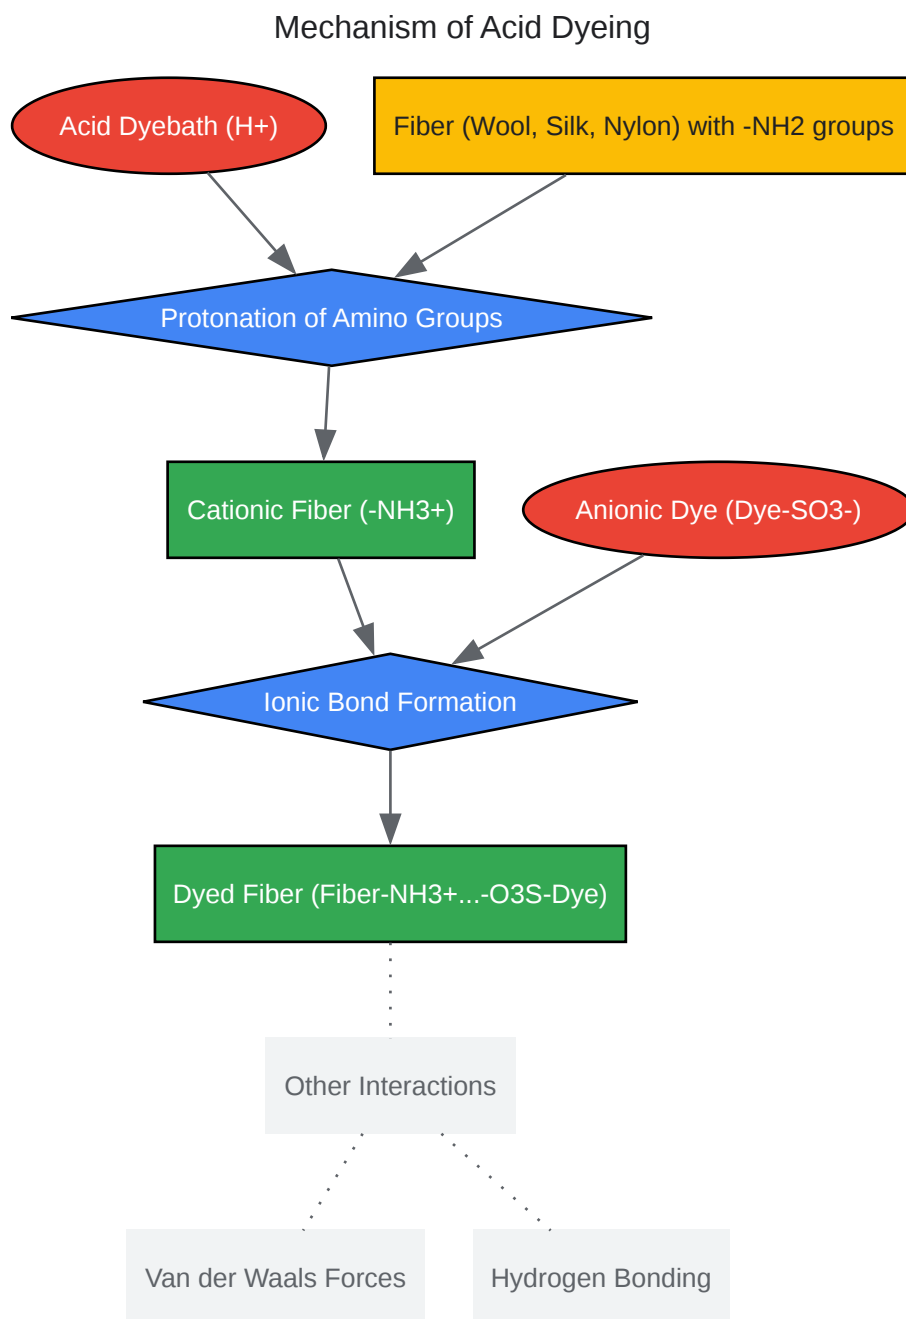 Mechanism of Acid Dyeing
Acid Dyebath (H+)
Fiber (Wool, Silk, Nylon) with -NH2 groups
Protonation of Amino Groups
Cationic Fiber (-NH3+)
Anionic Dye (Dye-SO3-)
Ionic Bond Formation
Dyed Fiber (Fiber-NH3+...-O3S-Dye)
Other Interactions
Van der Waals Forces
Hydrogen Bonding